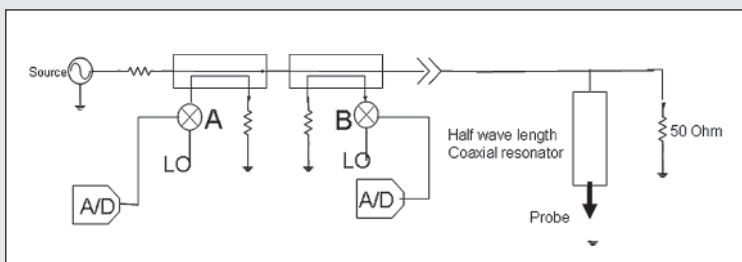 Source
A
B
LO
LO
A/D
A/D
Half wave length
Coaxial resonator
50 Ohm
Probe